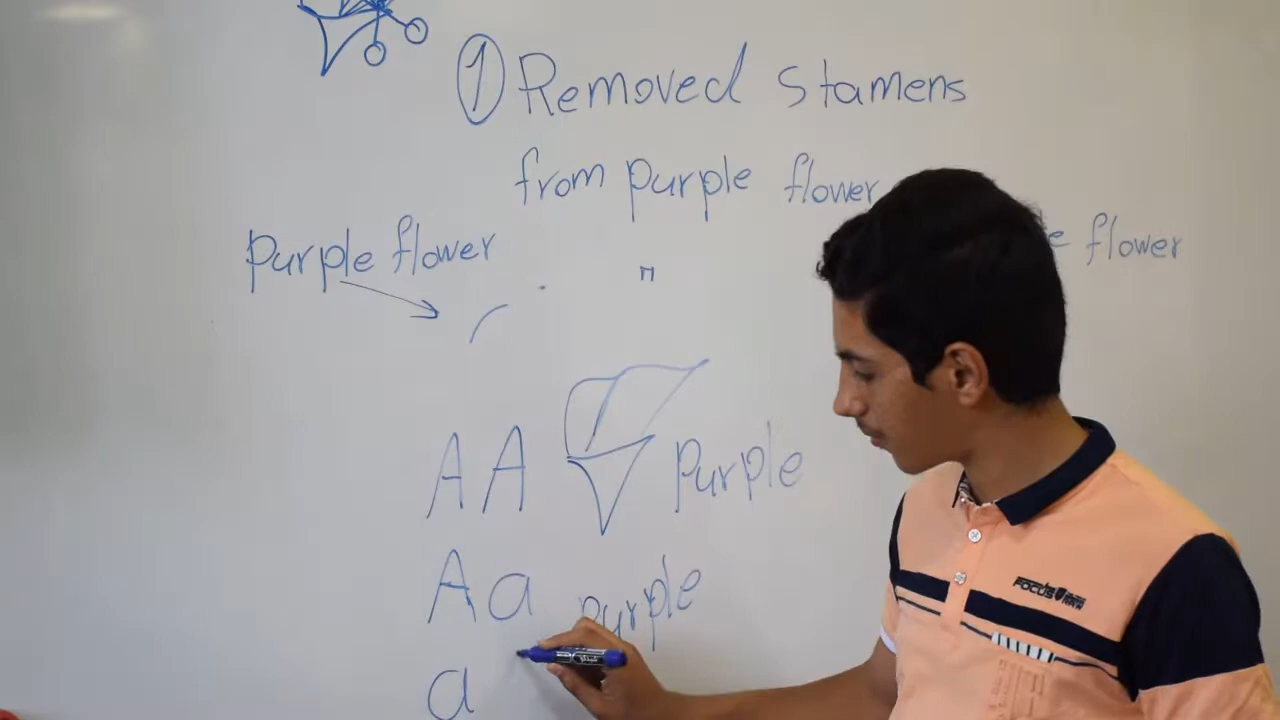 ① Removed stamens
from purple flower
e flower
Purple flower
"
AA Purple
Aa Purple
a
FOCUS